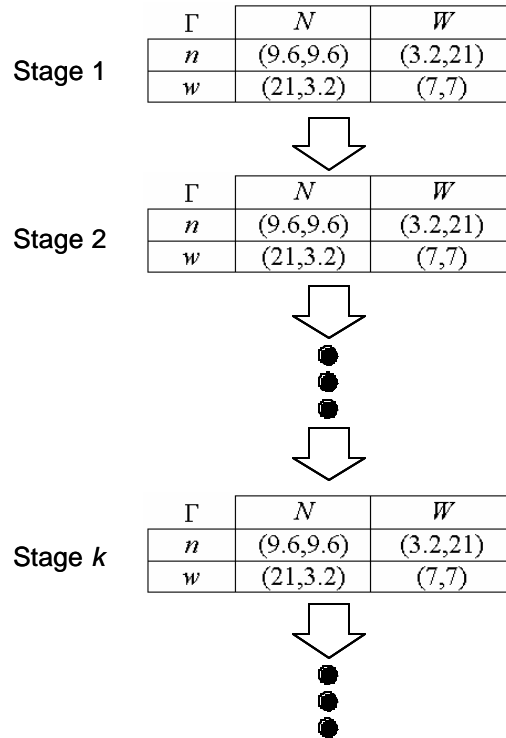 Γ N W
Stage 1
n (9.6,9.6) (3.2,21)
w (21,3.2) (7,7)
Γ N W
Stage 2
n (9.6,9.6) (3.2,21)
w (21,3.2) (7,7)
Γ N W
Stage k
n (9.6,9.6) (3.2,21)
w (21,3.2) (7,7)